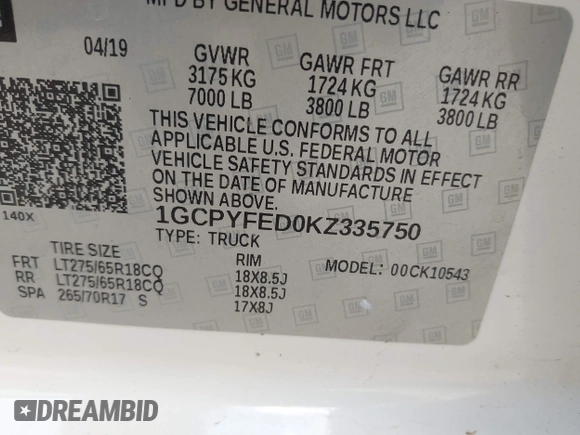 MFD BY GENERAL MOTORS LLC
04/19 GVWR GAWR FRT GAWR RR
3175 KG 1724 KG 1724 KG
7000 LB 3800 LB 3800 LB
THIS VEHICLE CONFORMS TO ALL
APPLICABLE U.S. FEDERAL MOTOR
VEHICLE SAFETY STANDARDS IN EFFECT
ON THE DATE OF MANUFACTURE
SHOWN ABOVE.
140X 1GCPYFED0KZ335750
TYPE: TRUCK MODEL: 00CK10543
TIRE SIZE RIM
FRT LT275/65R18CQ 18X8.5J
RR LT275/65R18CQ 18X8.5J
SPA 265/70R17 S 17X8J
GM
DREAMBID